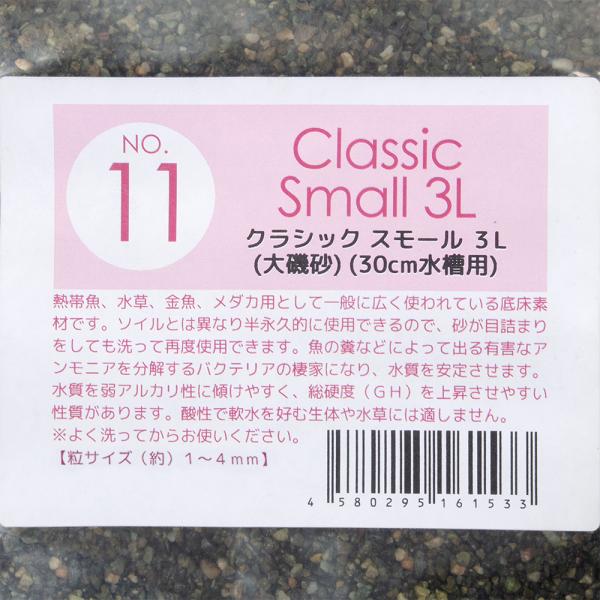 NO.
11
Classic
Small 3L
クラシック スモール 3L
(大磯砂) (30cm水槽用)
熱帯魚、水草、金魚、メダカ用として一般に広く使われている底床素
材です。ソイルとは異なり半永久的に使用できるので、砂が目詰まり
をしても洗って再度使用できます。魚の糞などによって出る有害なア
ンモニアを分解するバクテリアの棲家になり、水質を安定させます。
水質を弱アルカリ性に傾けやすく、総硬度（GH）を上昇させやすい
性質があります。酸性で軟水を好む生体や水草には適しません。
※よく洗ってからお使いください。
【粒サイズ（約）1～4mm】
4 580295 161533